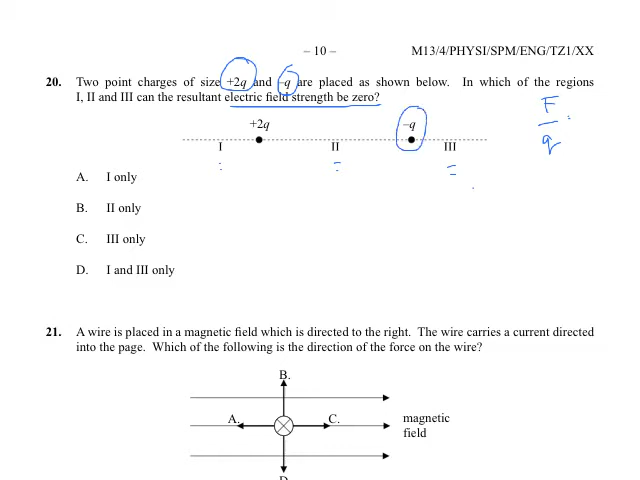 – 10 –
M13/4/PHYSI/SPM/ENG/TZ1/XX
20. Two point charges of size +2q and –q are placed as shown below. In which of the regions
I, II and III can the resultant electric field strength be zero?
F
q
+2q
–q
I
II
III
A. I only
B. II only
C. III only
D. I and III only
21. A wire is placed in a magnetic field which is directed to the right. The wire carries a current directed
into the page. Which of the following is the direction of the force on the wire?
B.
A.
C.
magnetic
field